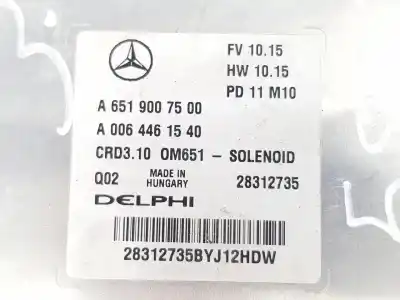 FV 10.15
HW 10.15
PD 11 M10
A 651 900 75 00
A 006 446 15 40
CRD3.10 OM651 - SOLENOID
Q02 MADE IN HUNGARY 28312735
DELPHI
28312735BYJ12HDW